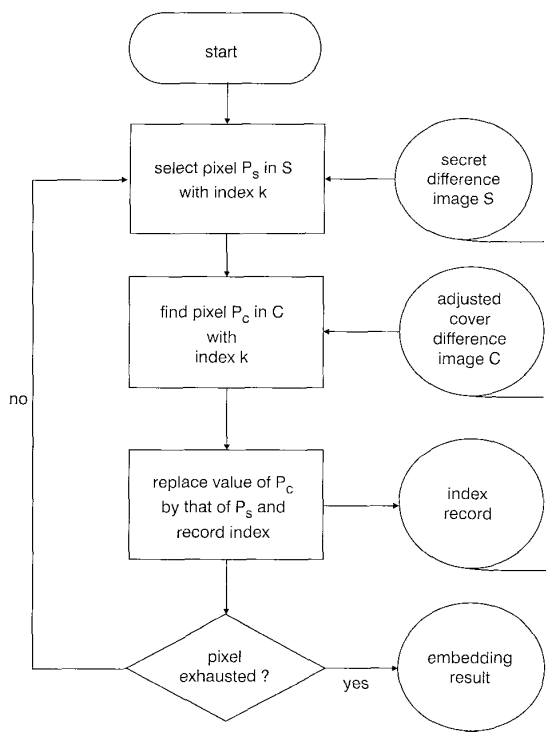 start
select pixel Ps in S
with index k
secret
difference
image S
find pixel Pc in C
with
index k
adjusted
cover
difference
image C
no
replace value of Pc
by that of Ps and
record index
index
record
pixel
exhausted ?
yes
embedding
result